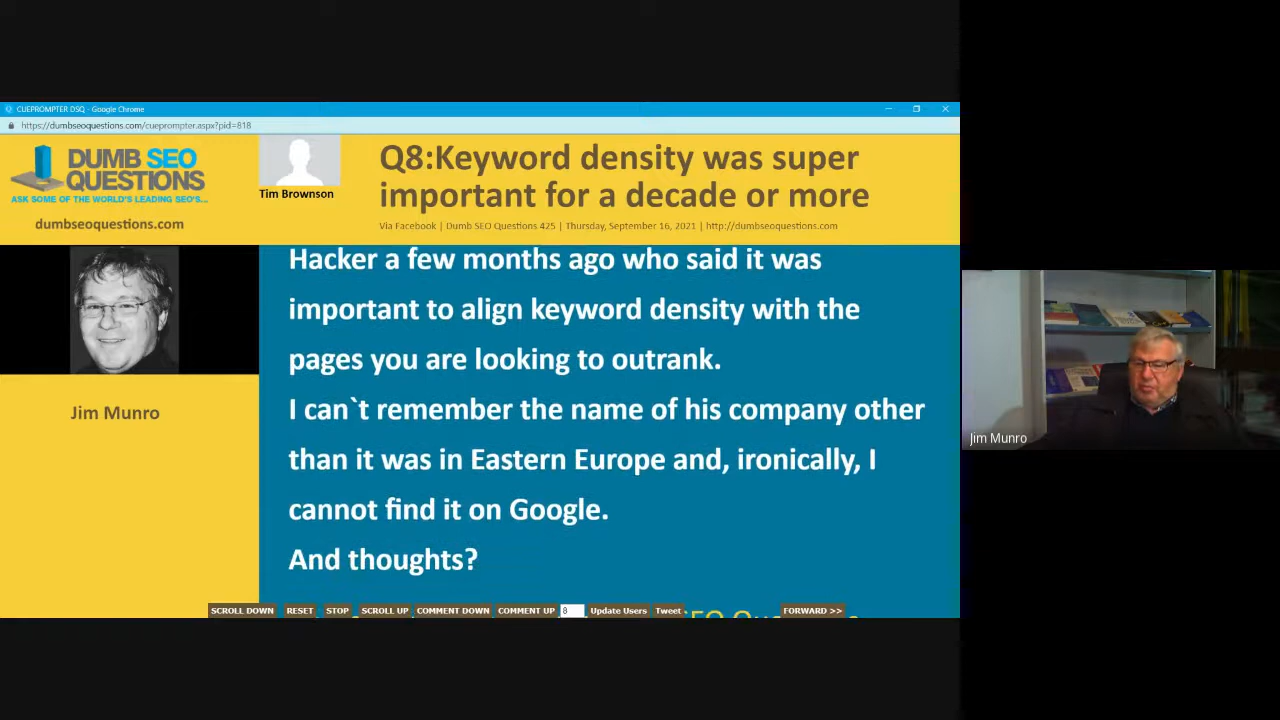 CUEPROMPTER DSQ - Google Chrome
https://dumbseoquestions.com/cueprompter.aspx?pid=818
DUMB SEO
QUESTIONS
ASK SOME OF THE WORLD'S LEADING SEO'S...
dumbseoquestions.com
Tim Brownson
Q8:Keyword density was super
important for a decade or more
Via Facebook | Dumb SEO Questions 425 | Thursday, September 16, 2021 | http://dumbseoquestions.com
Jim Munro
Hacker a few months ago who said it was
important to align keyword density with the
pages you are looking to outrank.
I can`t remember the name of his company other
than it was in Eastern Europe and, ironically, I
cannot find it on Google.
And thoughts?
SCROLL DOWN RESET STOP SCROLL UP COMMENT DOWN COMMENT UP 8 Update Users Tweet FORWARD >>
Jim Munro